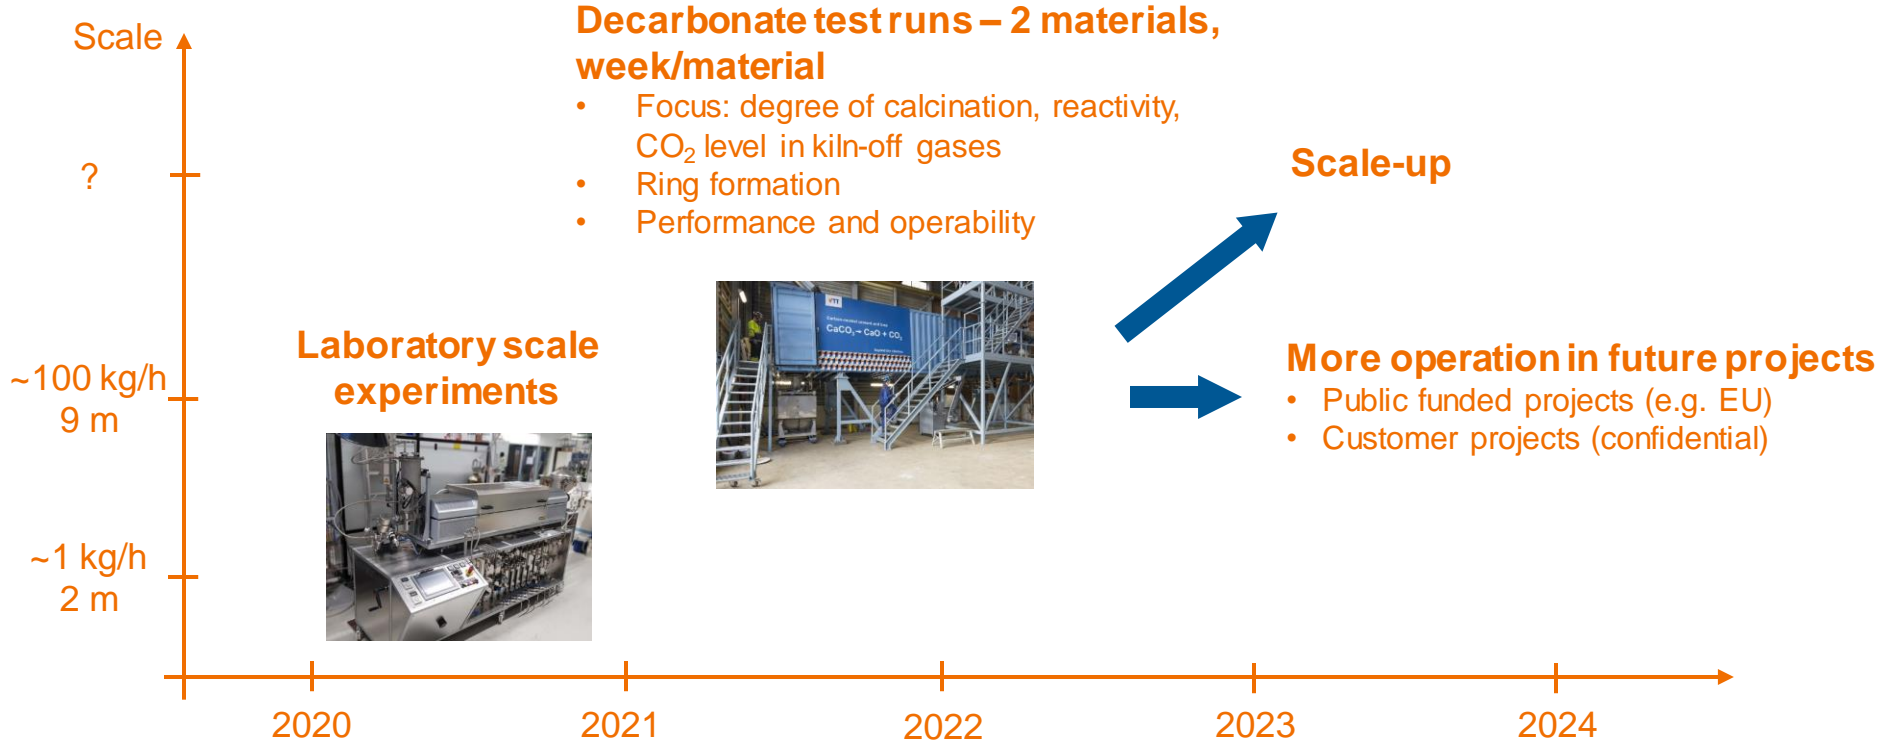 Scale
?
~100 kg/h
9 m
~1 kg/h
2 m
Laboratory scale
experiments
Decarbonate test runs – 2 materials,
week/material
• Focus: degree of calcination, reactivity,
CO₂ level in kiln-off gases
• Ring formation
• Performance and operability
VTT
CaCO₃ → CaO + CO₂
Scale-up
More operation in future projects
• Public funded projects (e.g. EU)
• Customer projects (confidential)
2020
2021
2022
2023
2024